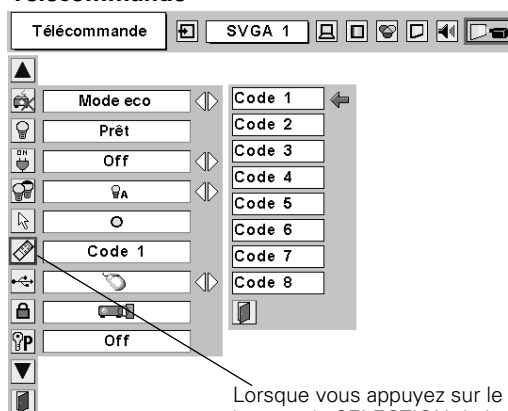 Télécommande
Télécommande SVGA 1
Mode eco
Prêt
ON
Off
A
Code 1
P
Off
Code 1
Code 2
Code 3
Code 4
Code 5
Code 6
Code 7
Code 8
Lorsque vous appuyez sur le